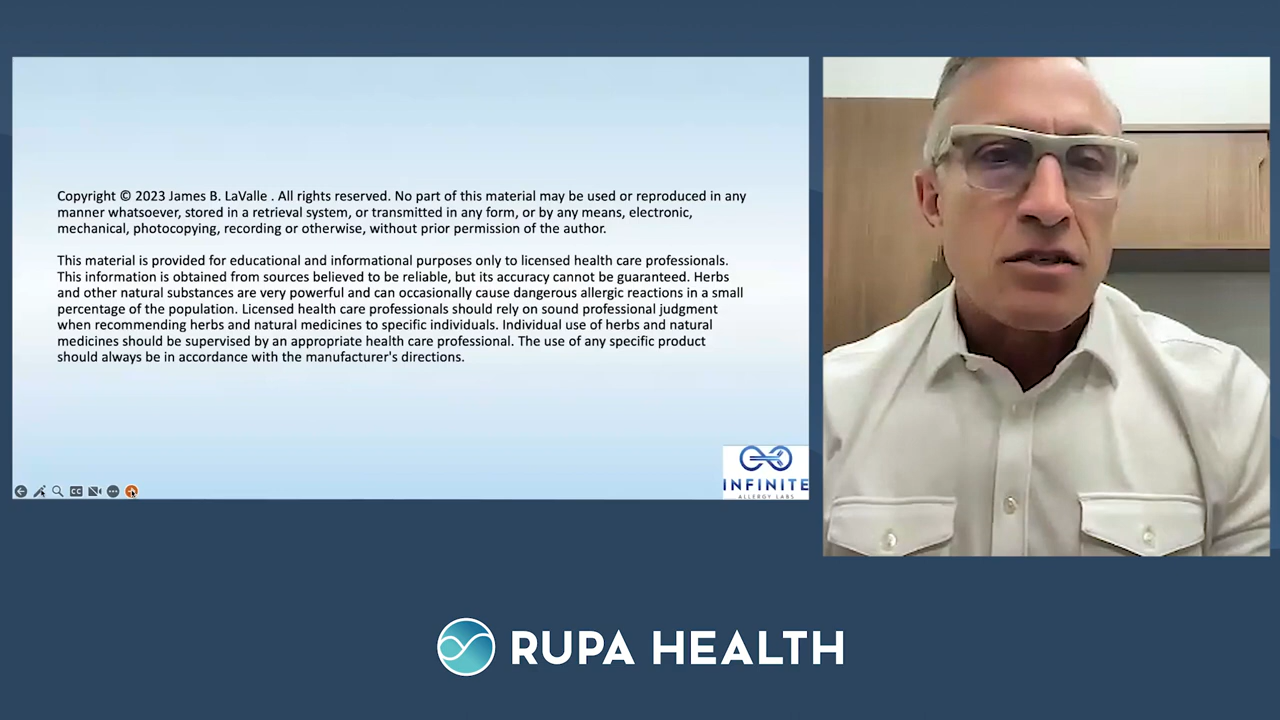 Copyright © 2023 James B. LaValle . All rights reserved. No part of this material may be used or reproduced in any
manner whatsoever, stored in a retrieval system, or transmitted in any form, or by any means, electronic,
mechanical, photocopying, recording or otherwise, without prior permission of the author.
This material is provided for educational and informational purposes only to licensed health care professionals.
This information is obtained from sources believed to be reliable, but its accuracy cannot be guaranteed. Herbs
and other natural substances are very powerful and can occasionally cause dangerous allergic reactions in a small
percentage of the population. Licensed health care professionals should rely on sound professional judgment
when recommending herbs and natural medicines to specific individuals. Individual use of herbs and natural
medicines should be supervised by an appropriate health care professional. The use of any specific product
should always be in accordance with the manufacturer's directions.
CC
INFINITE
ALLERGY LABS
RUPA HEALTH